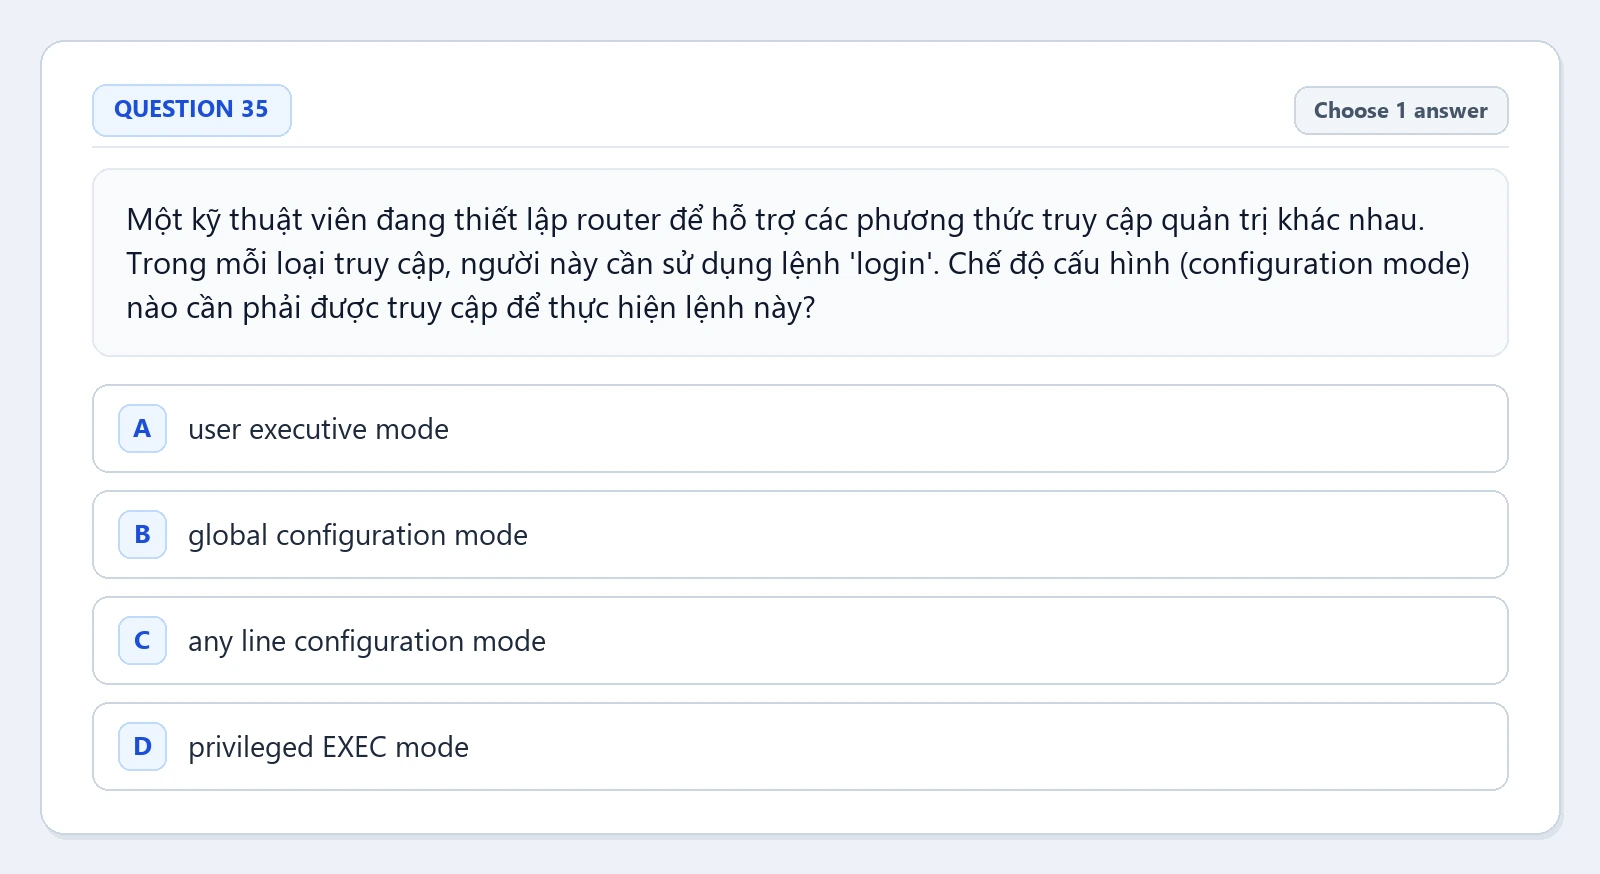 QUESTION 35
Choose 1 answer
Một kỹ thuật viên đang thiết lập router để hỗ trợ các phương thức truy cập quản trị khác nhau.
Trong mỗi loại truy cập, người này cần sử dụng lệnh 'login'. Chế độ cấu hình (configuration mode)
nào cần phải được truy cập để thực hiện lệnh này?
A user executive mode
B global configuration mode
C any line configuration mode
D privileged EXEC mode